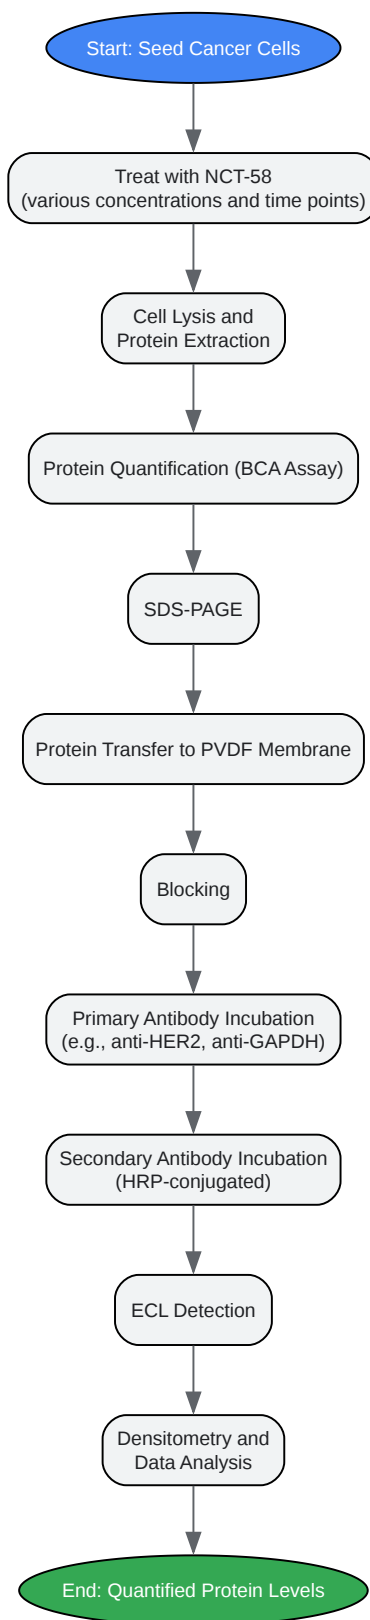 Start: Seed Cancer Cells
Treat with NCT-58
(various concentrations and time points)
Cell Lysis and
Protein Extraction
Protein Quantification (BCA Assay)
SDS-PAGE
Protein Transfer to PVDF Membrane
Blocking
Primary Antibody Incubation
(e.g., anti-HER2, anti-GAPDH)
Secondary Antibody Incubation
(HRP-conjugated)
ECL Detection
Densitometry and
Data Analysis
End: Quantified Protein Levels